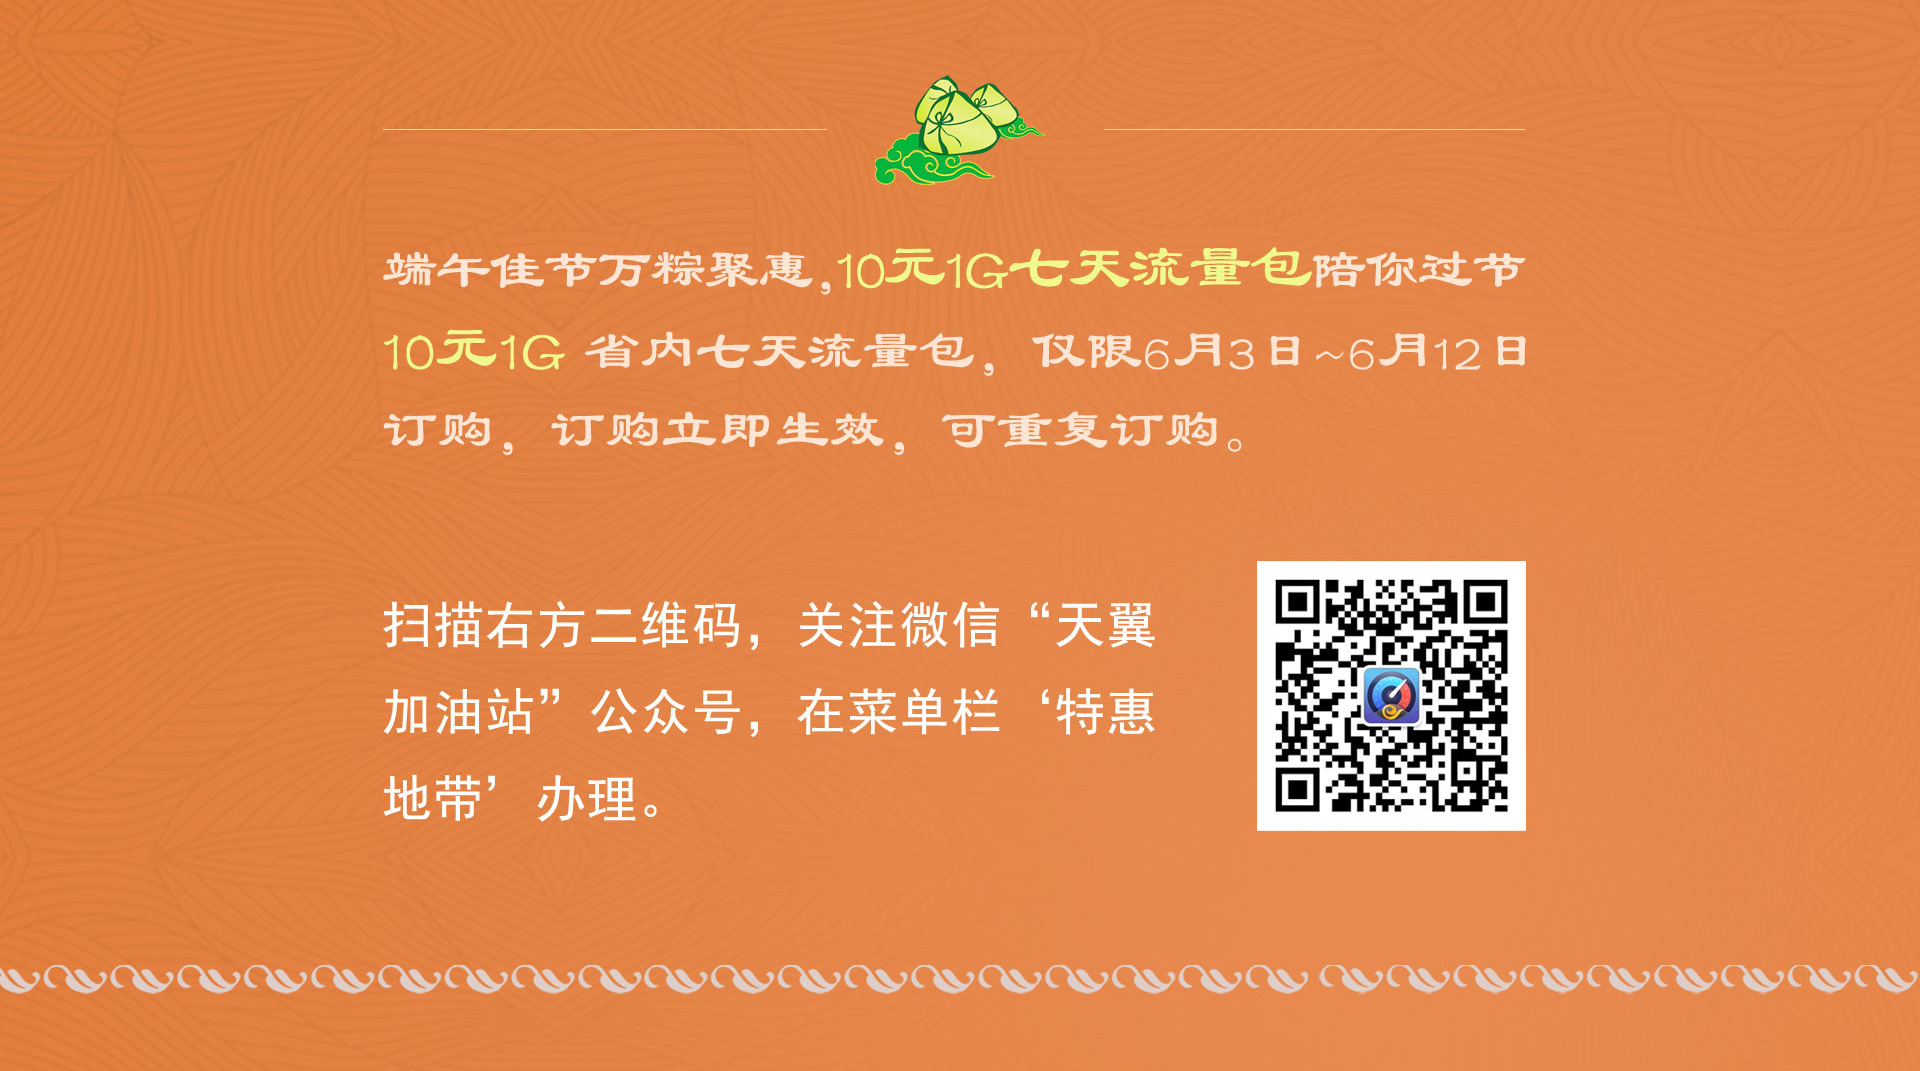 端午佳节万粽聚惠,10元1G七天流量包陪你过节
10元1G 省内七天流量包，仅限6月3日~6月12日
订购，订购立即生效，可重复订购。
扫描右方二维码，关注微信“天翼
加油站”公众号，在菜单栏‘特惠
地带’办理。